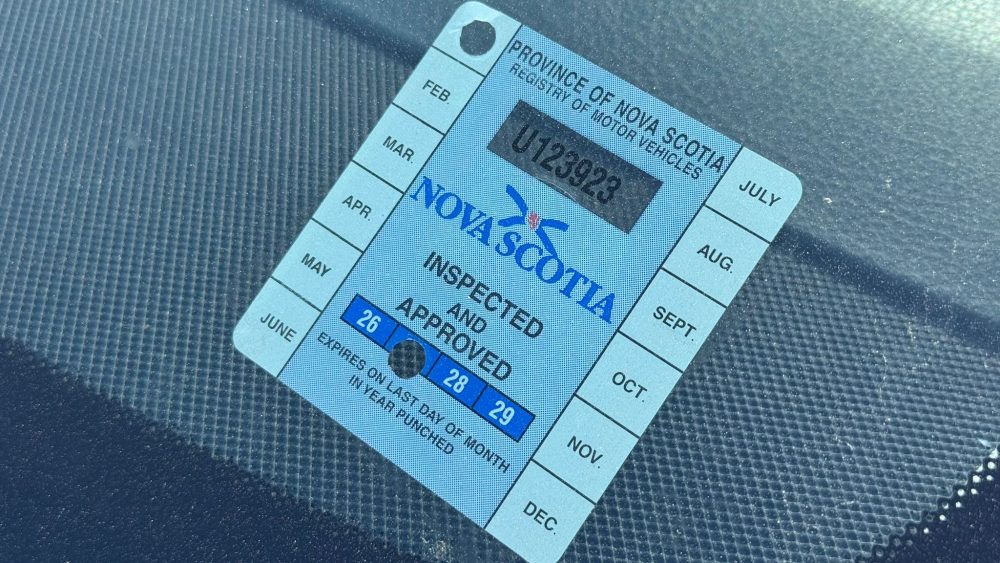 PROVINCE OF NOVA SCOTIA
REGISTRY OF MOTOR VEHICLES
U123923
NOVA SCOTIA
INSPECTED
AND
APPROVED
26 28 29
EXPIRES ON LAST DAY OF MONTH
IN YEAR PUNCHED
FEB.
MAR.
APR.
MAY
JUNE
JULY
AUG.
SEPT.
OCT.
NOV.
DEC.